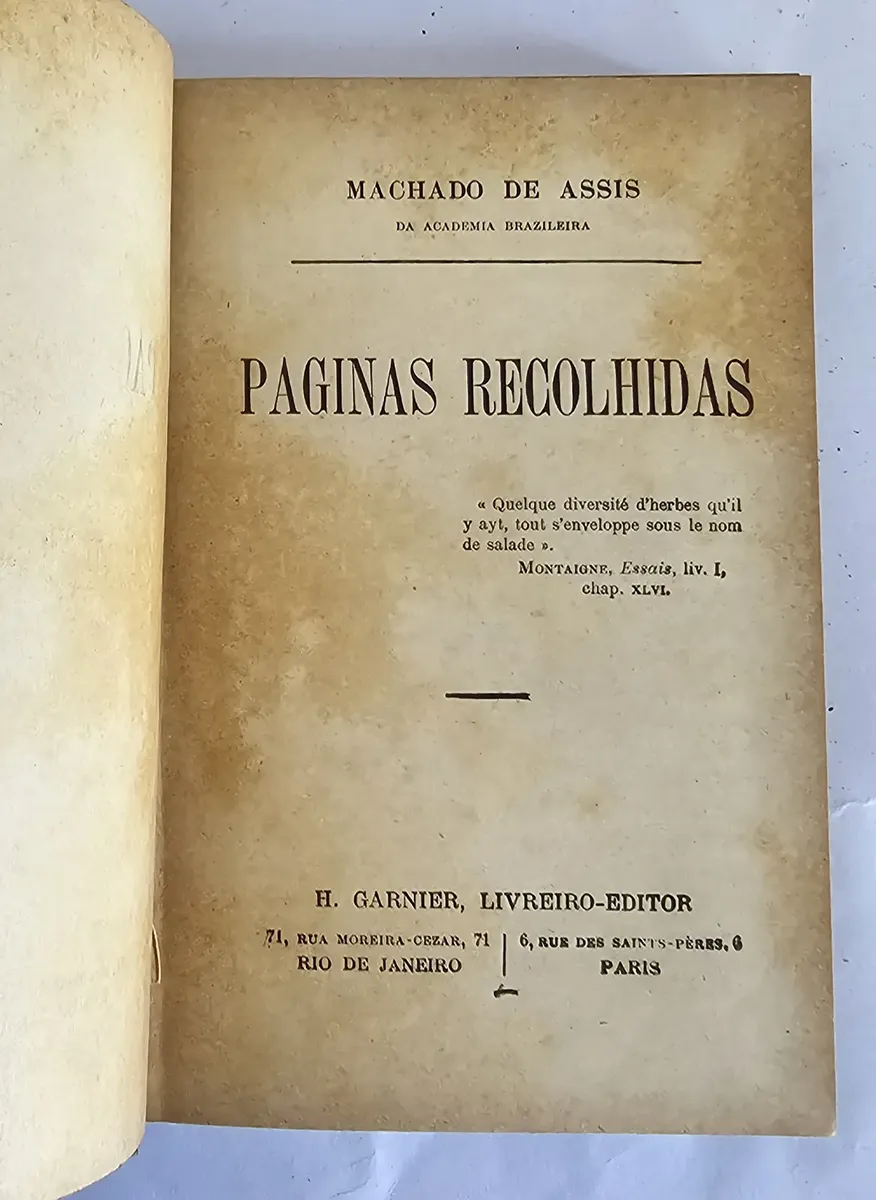 MACHADO DE ASSIS
DA ACADEMIA BRAZILEIRA
PAGINAS RECOLHIDAS
« Quelque diversité d'herbes qu'il
y ayt, tout s'enveloppe sous le nom
de salade ».
MONTAIGNE, Essais, liv. I,
chap. XLVI.
H. GARNIER, LIVREIRO-EDITOR
71, RUA MOREIRA-CEZAR, 71
RIO DE JANEIRO
6, RUE DES SAINTS-PÈRES, 6
PARIS